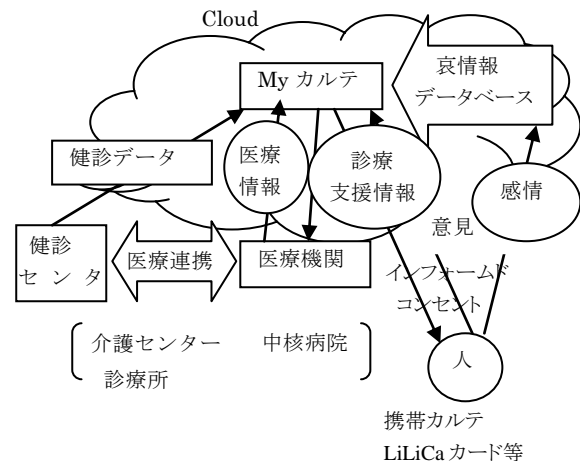 Cloud
My カルテ
哀情報
データベース
健診データ
医療
情報
診療
支援情報
感情
意見
健診
センタ
医療連携
医療機関
インフォームド
コンセント
介護センター
中核病院
診療所
人
携帯カルテ
LiLiCa カード等